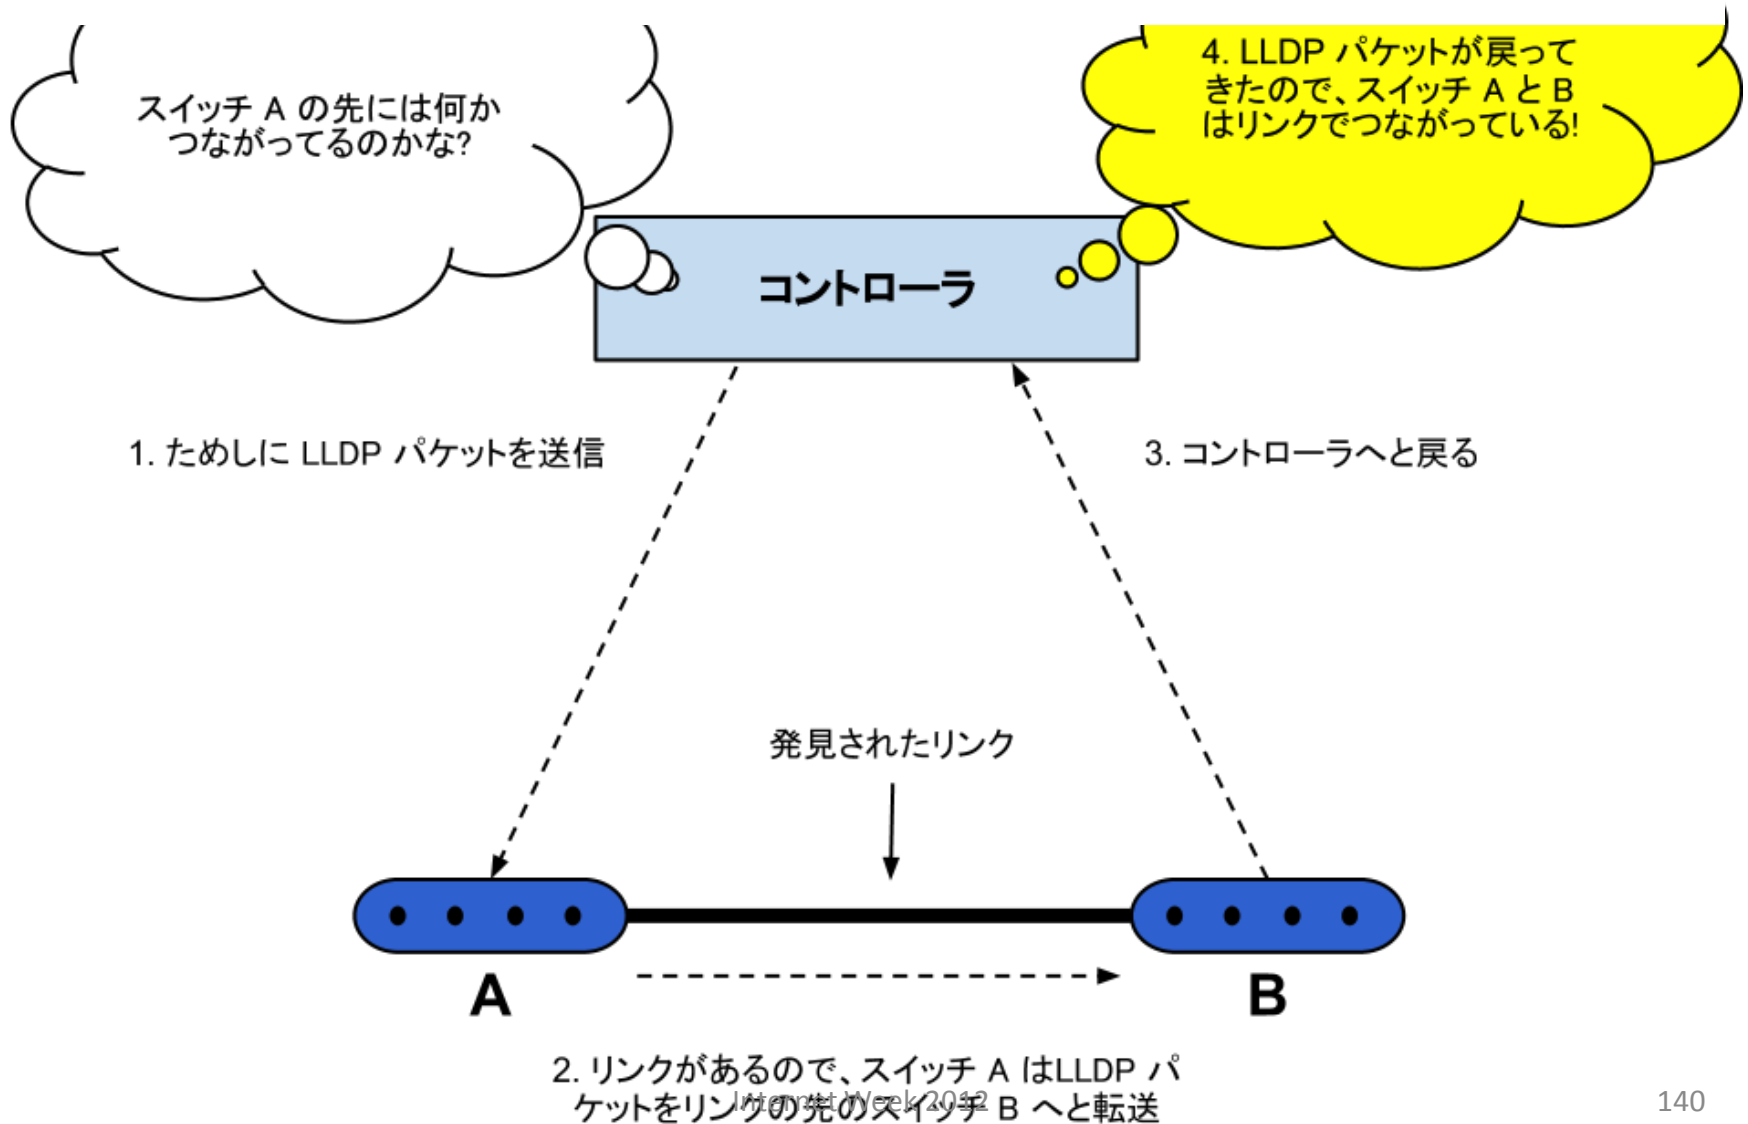 スイッチ A の先には何か
つながってるのかな?
4. LLDP パケットが戻って
きたので、スイッチ A と B
はリンクでつながっている!
コントローラ
1. ためしに LLDP パケットを送信
3. コントローラへと戻る
発見されたリンク
A
B
2. リンクがあるので、スイッチ A はLLDP パ
ケットをリンクの先のスイッチ B へと転送
Internet Week 2012
140